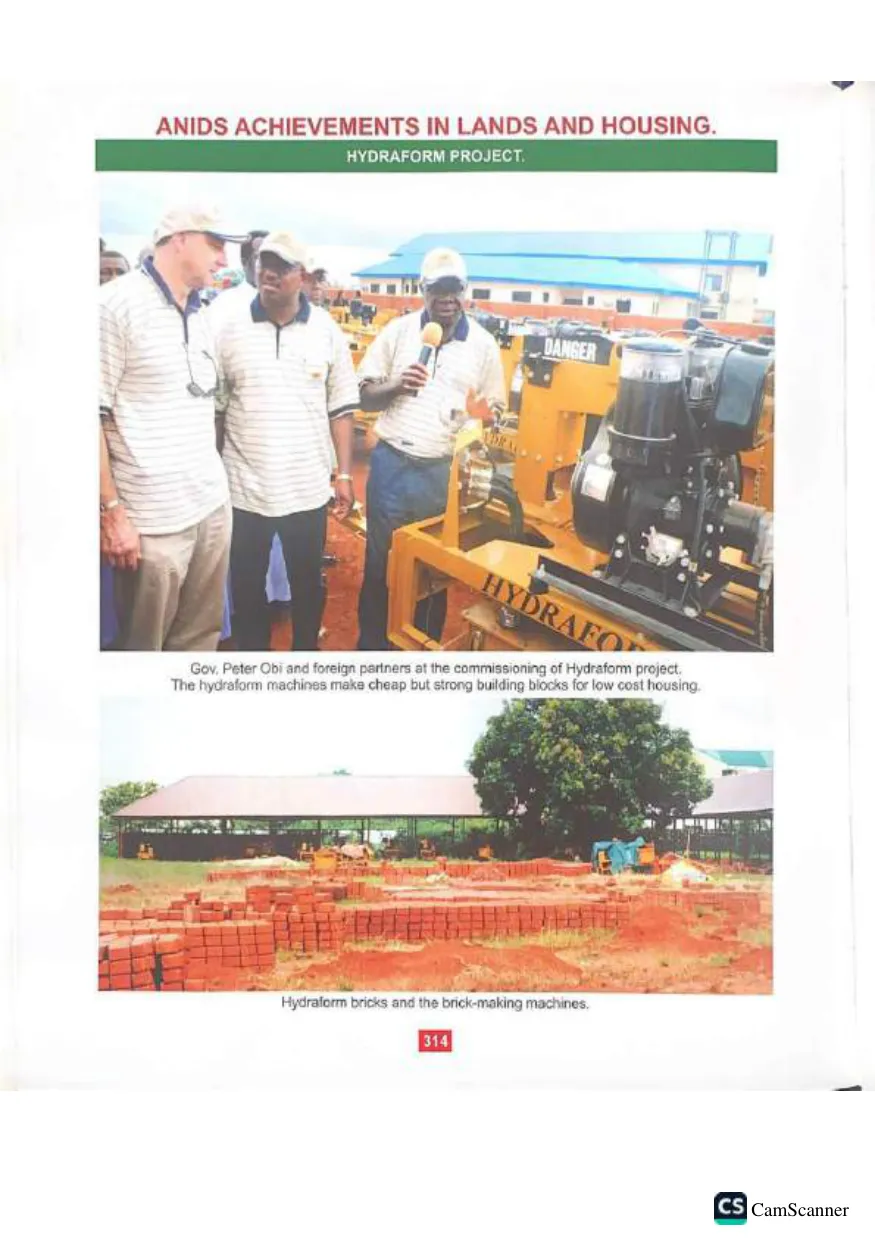 ANIDS ACHIEVEMENTS IN LANDS AND HOUSING.
HYDRAFORM PROJECT.
DANGER
HYDRAFO
Gov. Peter Obi and foreign partners at the commissioning of Hydraform project.
The hydraform machines make cheap but strong building blocks for low cost housing.
Hydraform bricks and the brick-making machines.
314
CS CamScanner